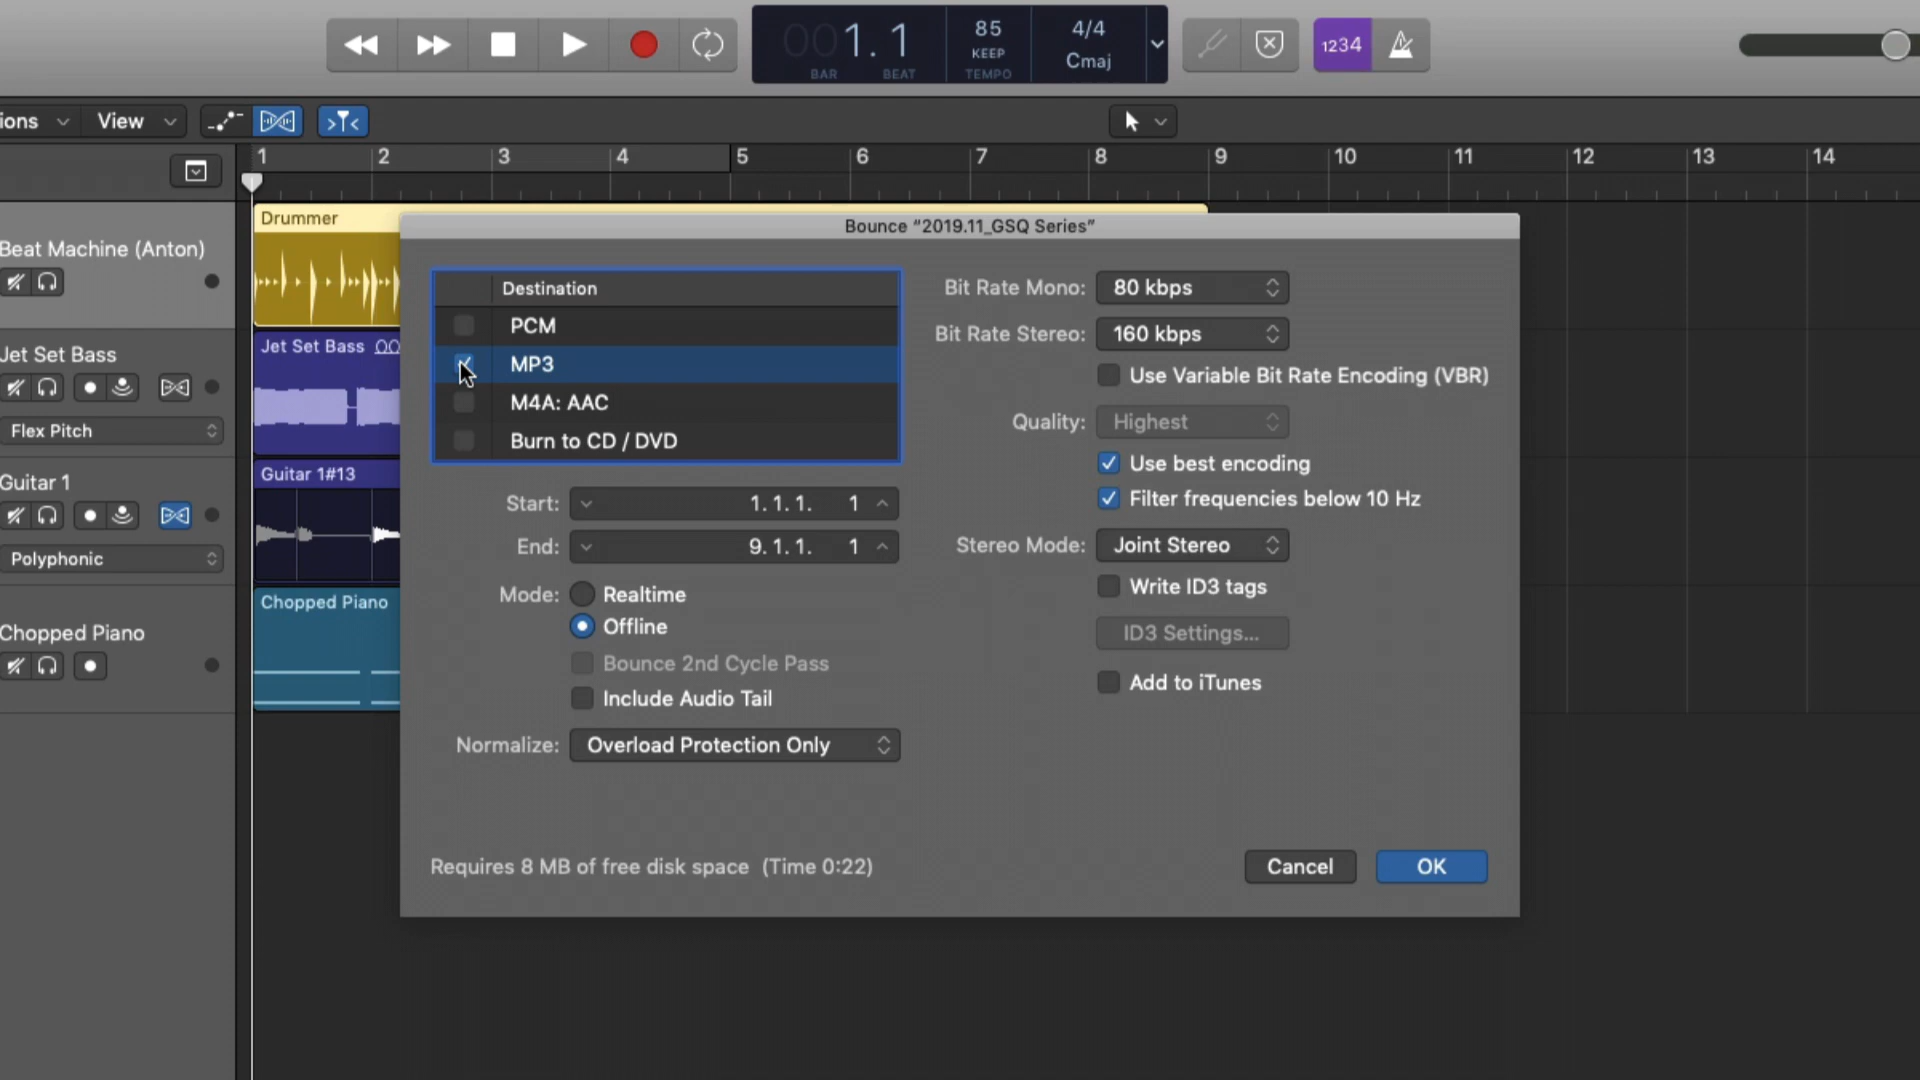 001. 1
BAR
BEAT
85
KEEP
TEMPO
4/4
Cmaj
1234
ions
View
1 2 3 4 5 6 7 8 9 10 11 12 13 14
Beat Machine (Anton)
Drummer
Jet Set Bass
Jet Set Bass
Flex Pitch
Guitar 1
Guitar 1#13
Polyphonic
Chopped Piano
Chopped Piano
Bounce "2019.11_GSQ Series"
Destination
PCM
MP3
M4A: AAC
Burn to CD / DVD
Start: 1. 1. 1. 1
End: 9. 1. 1. 1
Mode: Realtime
Offline
Bounce 2nd Cycle Pass
Include Audio Tail
Normalize: Overload Protection Only
Bit Rate Mono: 80 kbps
Bit Rate Stereo: 160 kbps
Use Variable Bit Rate Encoding (VBR)
Quality: Highest
Use best encoding
Filter frequencies below 10 Hz
Stereo Mode: Joint Stereo
Write ID3 tags
ID3 Settings...
Add to iTunes
Requires 8 MB of free disk space (Time 0:22)
Cancel
OK